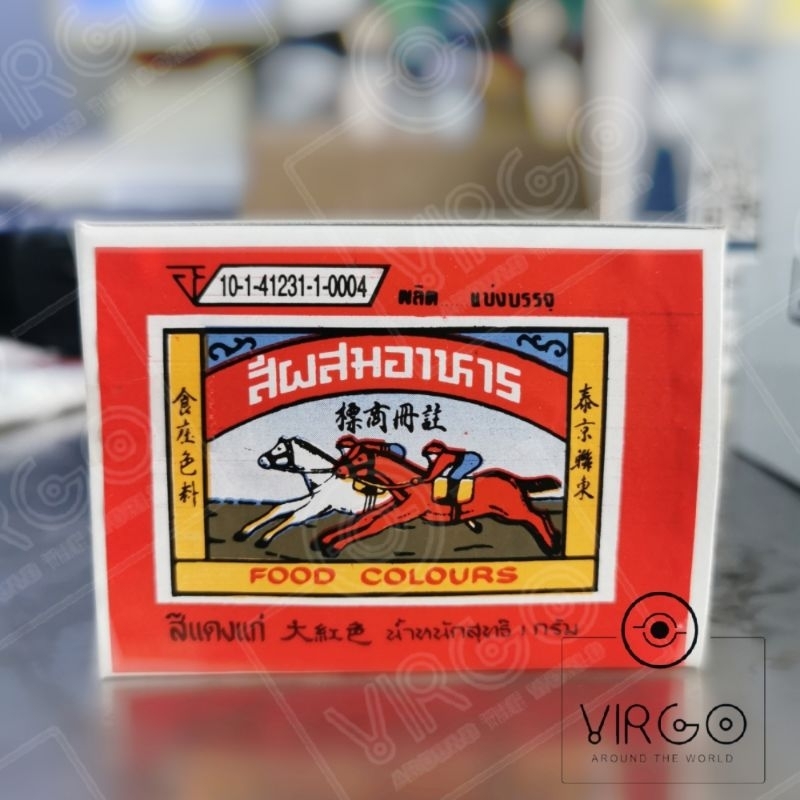 10-1-41231-1-0004
ผลิต แบ่งบรรจุ
สีผสมอาหาร
標商冊註
食座色料
泰京聯東
FOOD COLOURS
สีแดงแก่ 大紅色 น้ำหนักสุทธิ กรัม
VIRGO
AROUND THE WORLD